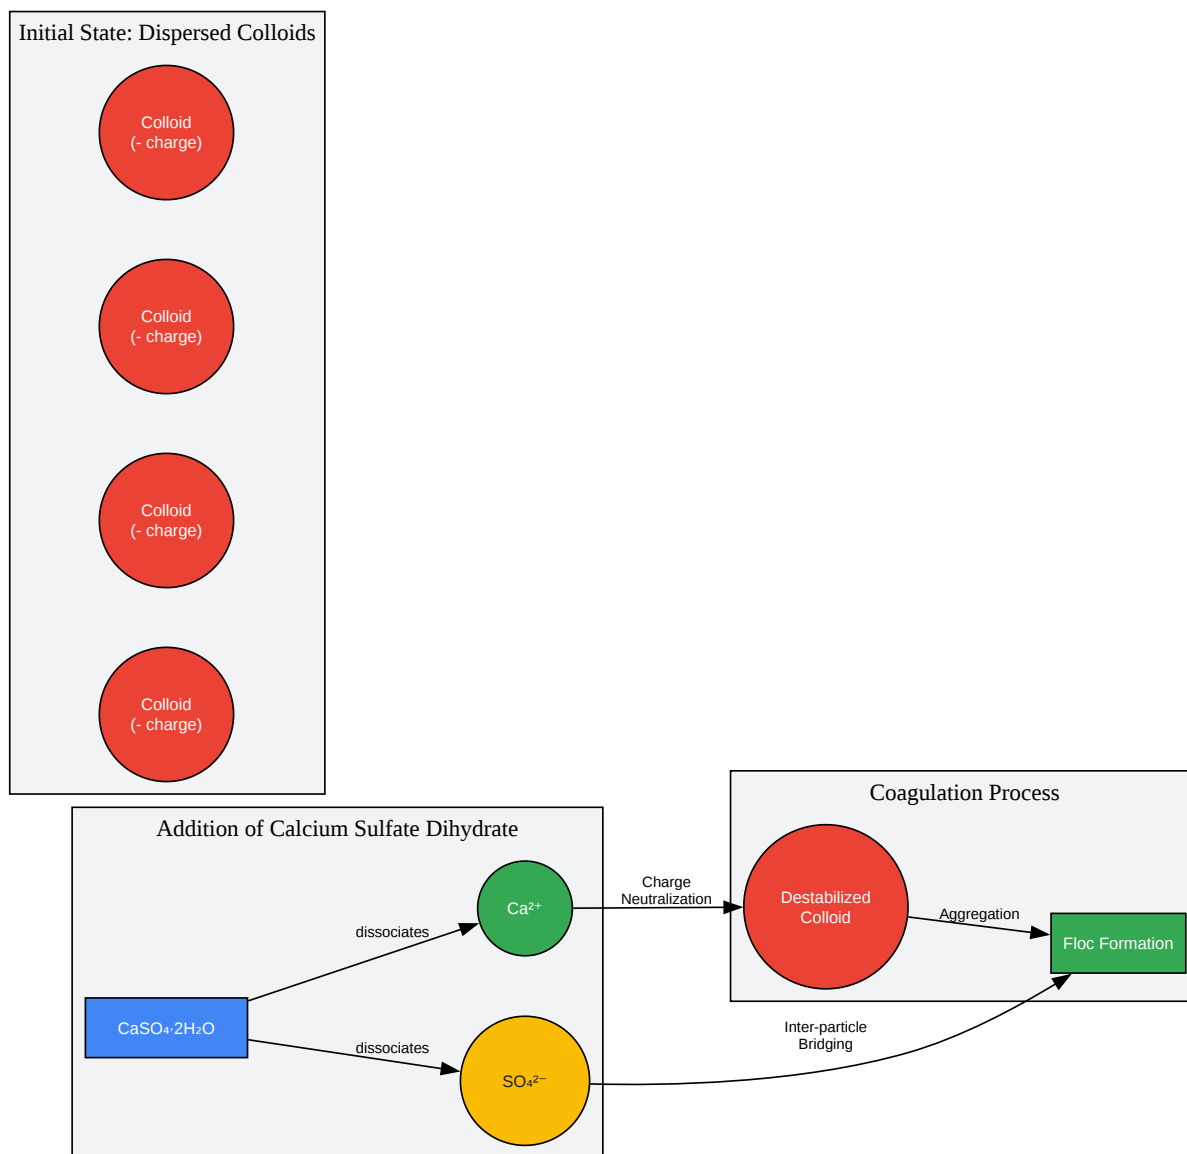 Initial State: Dispersed Colloids
Colloid
(- charge)
Colloid
(- charge)
Colloid
(- charge)
Colloid
(- charge)
Addition of Calcium Sulfate Dihydrate
CaSO₄·2H₂O
dissociates
dissociates
Ca²⁺
SO₄²⁻
Charge
Neutralization
Inter-particle
Bridging
Coagulation Process
Destabilized
Colloid
Aggregation
Floc Formation